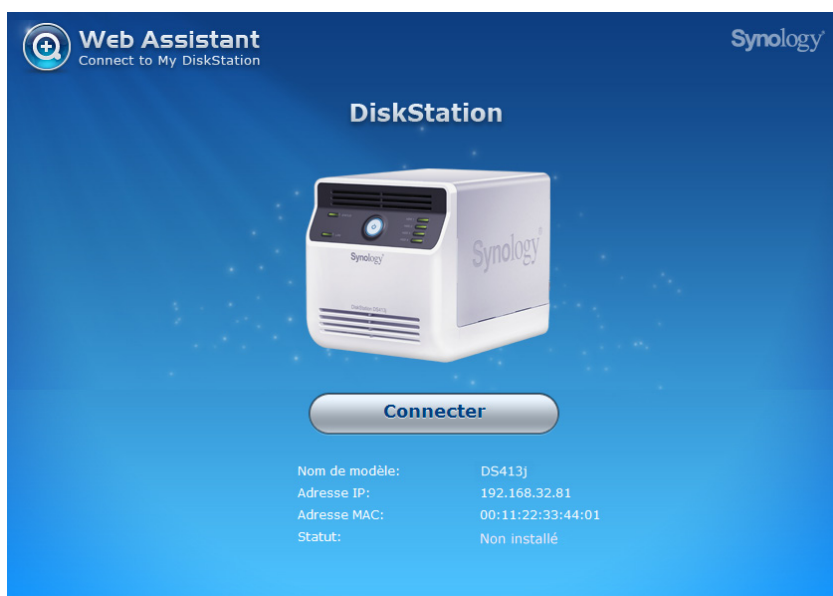 Web Assistant
Connect to My DiskStation
Synology
DiskStation
Synology
Synology
Connecter
Nom de modèle: DS413j
Adresse IP: 192.168.32.81
Adresse MAC: 00:11:22:33:44:01
Statut: Non installé